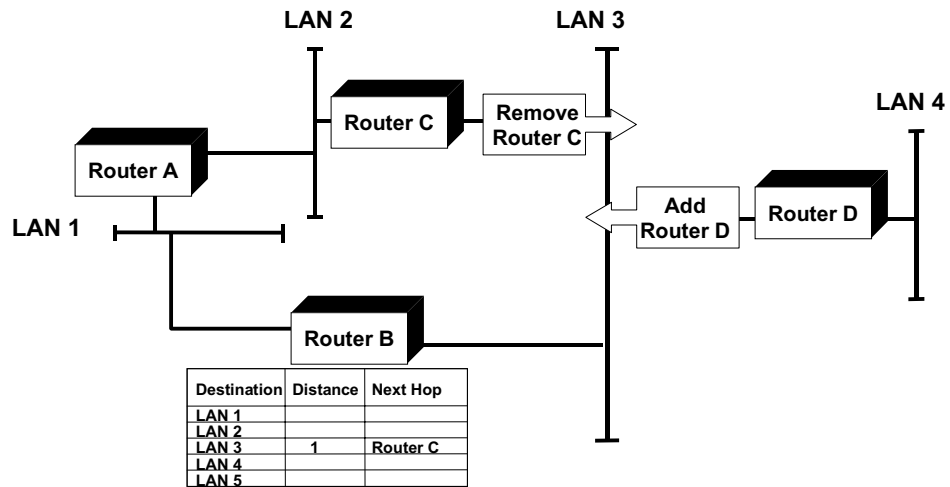 LAN 2
LAN 3
LAN 4
Router C
Remove
Router C
Router A
LAN 1
Add
Router D
Router D
Router B
Destination Distance Next Hop
LAN 1
LAN 2
LAN 3 1 Router C
LAN 4
LAN 5